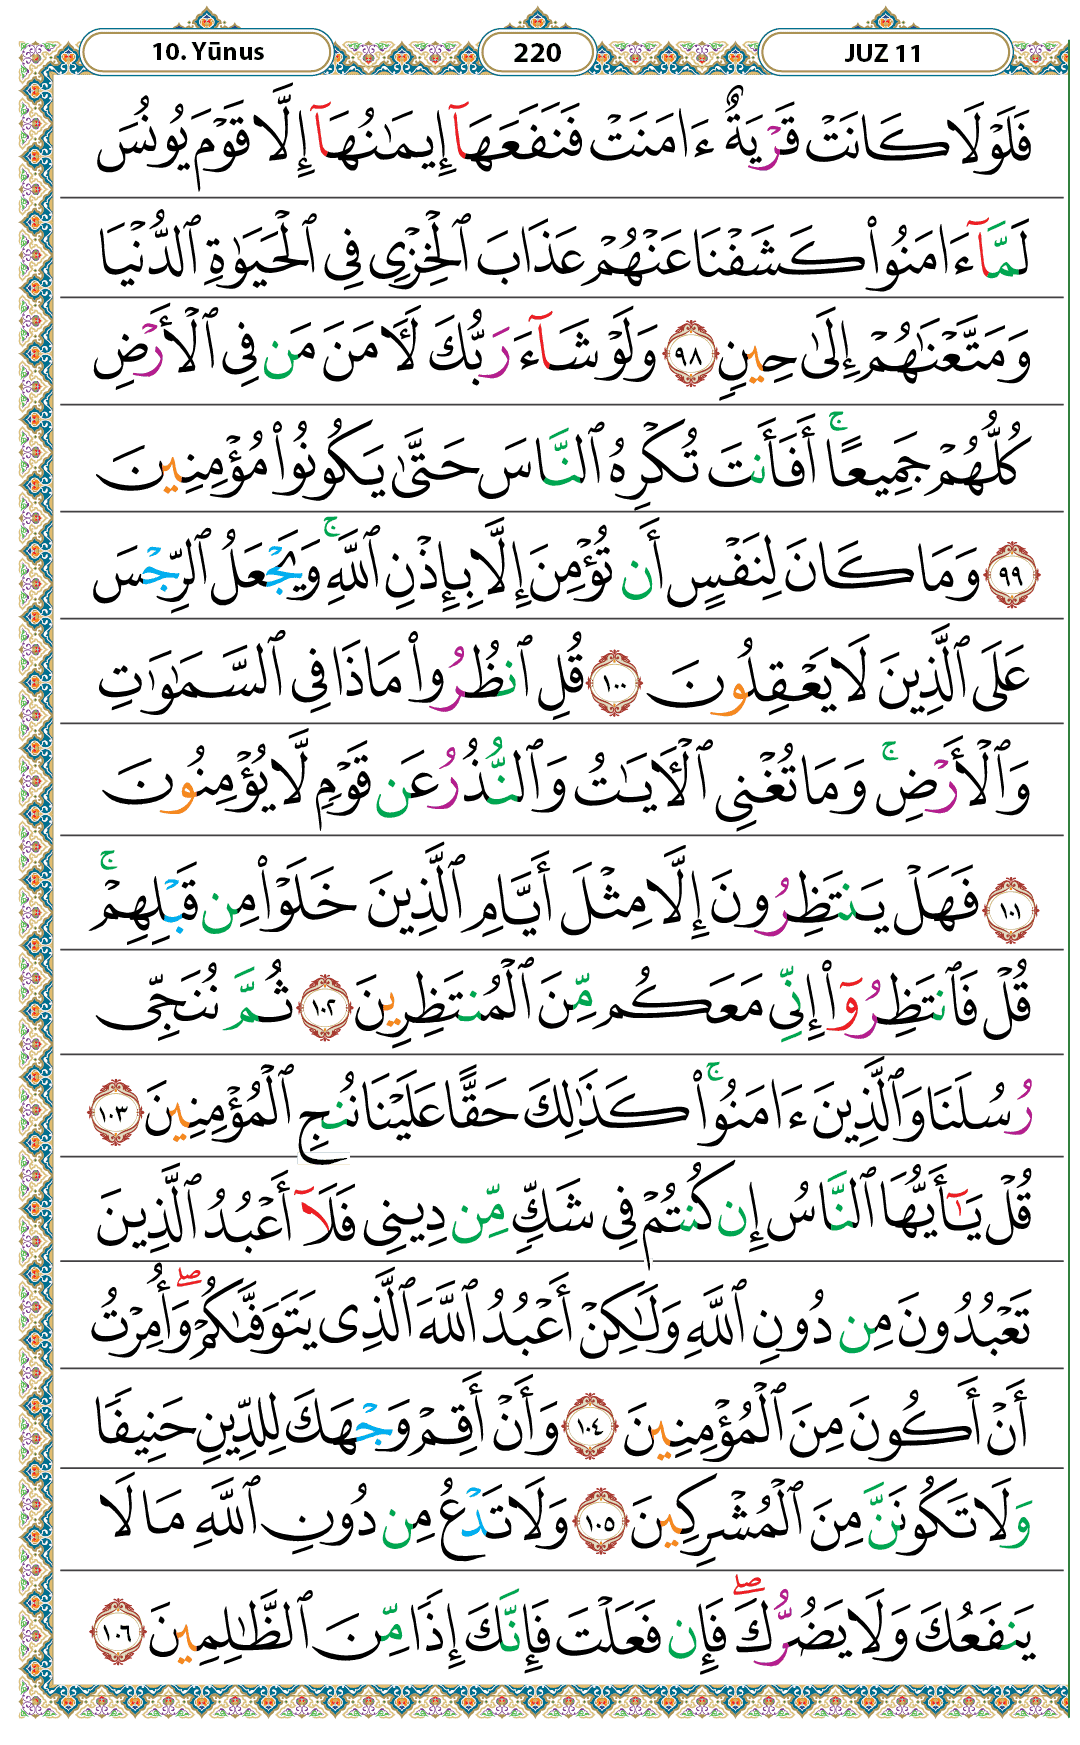 10. Yūnus 220 JUZ 11
فَلَوْلَا كَانَتْ قَرْيَةٌ ءَامَنَتْ فَنَفَعَهَآ إِيمَـٰنُهَآ إِلَّا قَوْمَ يُونُسَ
لَمَّآ ءَامَنُوا۟ كَشَفْنَا عَنْهُمْ عَذَابَ ٱلْخِزْىِ فِى ٱلْحَيَوٰةِ ٱلدُّنْيَا
وَمَتَّعْنَـٰهُمْ إِلَىٰ حِينٍ ٩٨ وَلَوْ شَآءَ رَبُّكَ لَـَٔامَنَ مَن فِى ٱلْأَرْضِ
كُلُّهُمْ جَمِيعًا ۚ أَفَأَنتَ تُكْرِهُ ٱلنَّاسَ حَتَّىٰ يَكُونُوا۟ مُؤْمِنِينَ
٩٩ وَمَا كَانَ لِنَفْسٍ أَن تُؤْمِنَ إِلَّا بِإِذْنِ ٱللَّهِ ۚ وَيَجْعَلُ ٱلرِّجْسَ
عَلَى ٱلَّذِينَ لَا يَعْقِلُونَ ١٠٠ قُلِ ٱنظُرُوا۟ مَاذَا فِى ٱلسَّمَـٰوَٰتِ
وَٱلْأَرْضِ ۚ وَمَا تُغْنِى ٱلْـَٔايَـٰتُ وَٱلنُّذُرُ عَن قَوْمٍ لَّا يُؤْمِنُونَ
١٠١ فَهَلْ يَنتَظِرُونَ إِلَّا مِثْلَ أَيَّامِ ٱلَّذِينَ خَلَوْا۟ مِن قَبْلِهِمْ ۚ
قُلْ فَٱنتَظِرُوٓا۟ إِنِّى مَعَكُم مِّنَ ٱلْمُنتَظِرِينَ ١٠٢ ثُمَّ نُنَجِّى
رُسُلَنَا وَٱلَّذِينَ ءَامَنُوا۟ ۚ كَذَٰلِكَ حَقًّا عَلَيْنَا نُنجِ ٱلْمُؤْمِنِينَ ١٠٣
قُلْ يَـٰٓأَيُّهَا ٱلنَّاسُ إِن كُنتُمْ فِى شَكٍّ مِّن دِينِى فَلَآ أَعْبُدُ ٱلَّذِينَ
تَعْبُدُونَ مِن دُونِ ٱللَّهِ وَلَـٰكِنْ أَعْبُدُ ٱللَّهَ ٱلَّذِى يَتَوَفَّىٰكُمْ ۖ وَأُمِرْتُ
أَنْ أَكُونَ مِنَ ٱلْمُؤْمِنِينَ ١٠٤ وَأَنْ أَقِمْ وَجْهَكَ لِلدِّينِ حَنِيفًا
وَلَا تَكُونَنَّ مِنَ ٱلْمُشْرِكِينَ ١٠٥ وَلَا تَدْعُ مِن دُونِ ٱللَّهِ مَا لَا
يَنفَعُكَ وَلَا يَضُرُّكَ ۖ فَإِن فَعَلْتَ فَإِنَّكَ إِذًا مِّنَ ٱلظَّـٰلِمِينَ ١٠٦